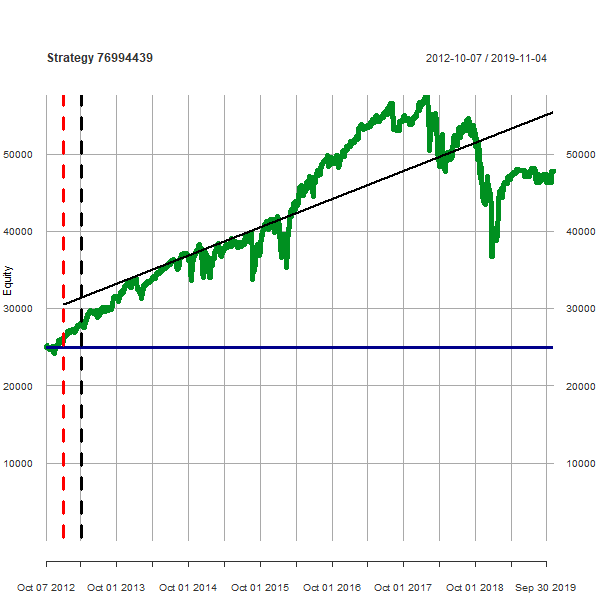 Strategy 76994439
2012-10-07 / 2019-11-04
50000 50000
40000 40000
Equity
30000 30000
20000 20000
10000 10000
Oct 07 2012 Oct 01 2013 Oct 01 2014 Oct 01 2015 Oct 01 2016 Oct 01 2017 Oct 01 2018 Sep 30 2019